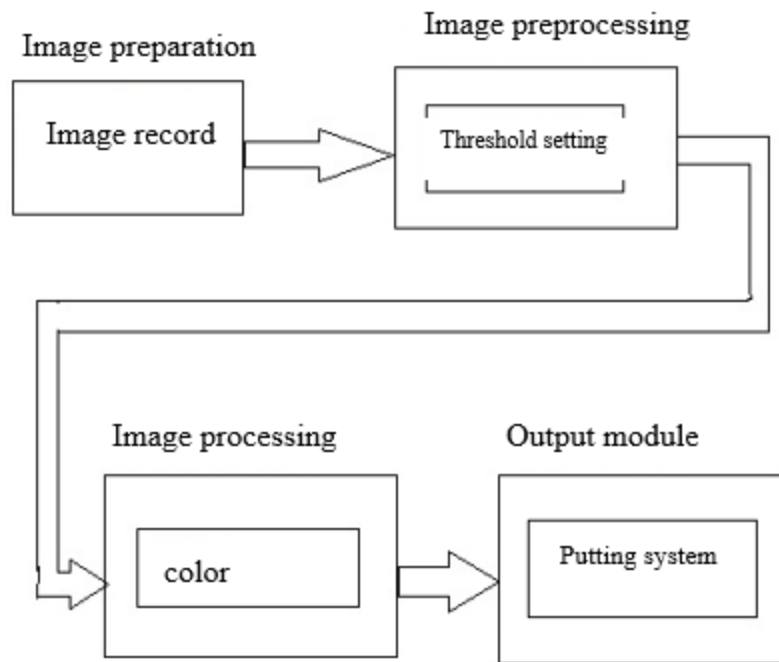 Image preparation
Image record
Image preprocessing
Threshold setting
Image processing
color
Output module
Putting system